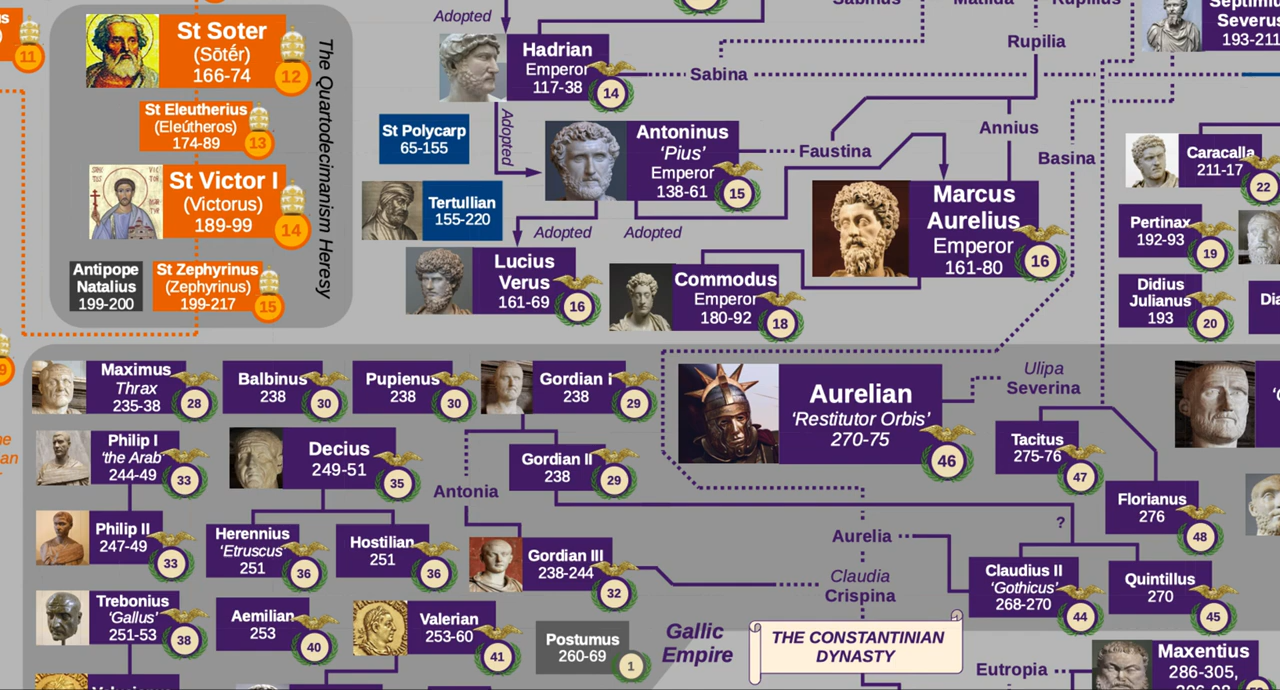 11
St Soter
(Sōtḗr)
166-74
12
St Eleutherius
(Eleútheros)
174-89
13
St Victor I
(Victorus)
189-99
14
Antipope
Natalius
199-200
St Zephyrinus
(Zephyrinus)
199-217
15
The Quartodecimanism Heresy
Adopted
Hadrian
Emperor
117-38
14
Sabina
Rupilia
Severus
193-211
Adopted
St Polycarp
65-155
Tertullian
155-220
Antoninus
'Pius'
Emperor
138-61
15
Faustina
Annius
Basina
Caracalla
211-17
22
Marcus
Aurelius
Emperor
161-80
16
Pertinax
192-93
19
Adopted
Adopted
Lucius
Verus
161-69
16
Commodus
Emperor
180-92
18
Didius
Julianus
193
20
Maximus
Thrax
235-38
28
Balbinus
238
30
Pupienus
238
30
Gordian I
238
29
Aurelian
'Restitutor Orbis'
270-75
46
Ulipa
Severina
Tacitus
275-76
47
Philip I
'the Arab'
244-49
33
Decius
249-51
35
Gordian II
238
29
Antonia
Florianus
276
48
?
Philip II
247-49
33
Herennius
'Etruscus'
251
36
Hostilian
251
36
Gordian III
238-244
32
Aurelia
Claudia
Crispina
Claudius II
'Gothicus'
268-270
44
Quintillus
270
45
Trebonius
'Gallus'
251-53
38
Aemilian
253
40
Valerian
253-60
41
Postumus
260-69
1
Gallic
Empire
THE CONSTANTINIAN
DYNASTY
Eutropia
Maxentius
286-305,